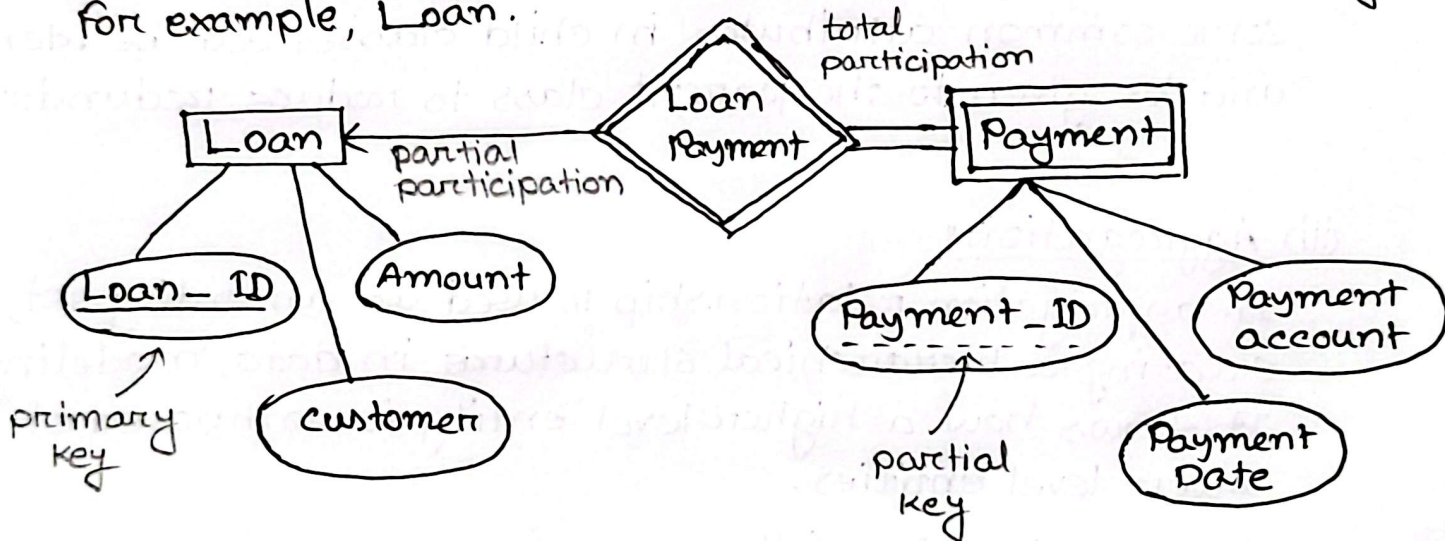 for example, Loan.
total
participation
Loan
partial
participation
Loan
Payment
Payment
Loan_ID
Amount
customer
primary
key
Payment_ID
Payment
account
Payment
Date
partial
key